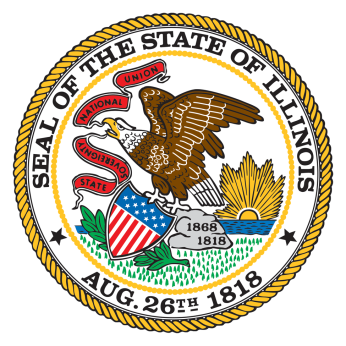 SEAL OF THE STATE OF ILLINOIS
UNION
NATIONAL
SOVEREIGNTY
STATE
1868
1818
AUG. 26TH 1818